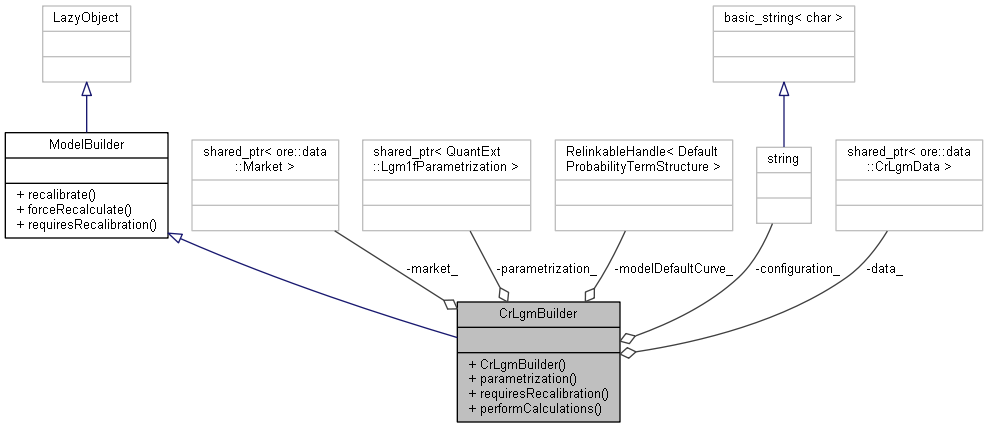 LazyObject
basic_string< char >
ModelBuilder
+ recalibrate()
+ forceRecalculate()
+ requiresRecalibration()
shared_ptr< ore::data
::Market >
shared_ptr< QuantExt
::Lgm1fParametrization >
RelinkableHandle< Default
ProbabilityTermStructure >
string
shared_ptr< ore::data
::CrLgmData >
-market_
-parametrization_
-modelDefaultCurve_
-configuration_
-data_
CrLgmBuilder
+ CrLgmBuilder()
+ parametrization()
+ requiresRecalibration()
+ performCalculations()